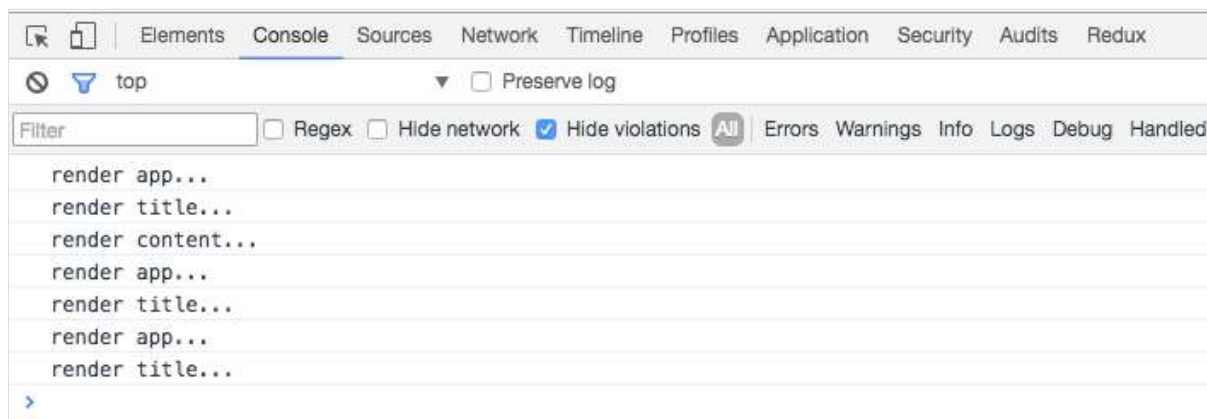 Elements Console Sources Network Timeline Profiles Application Security Audits Redux
top ▼ Preserve log
Filter Regex Hide network Hide violations All Errors Warnings Info Logs Debug Handled
render app...
render title...
render content...
render app...
render title...
render app...
render title...
>